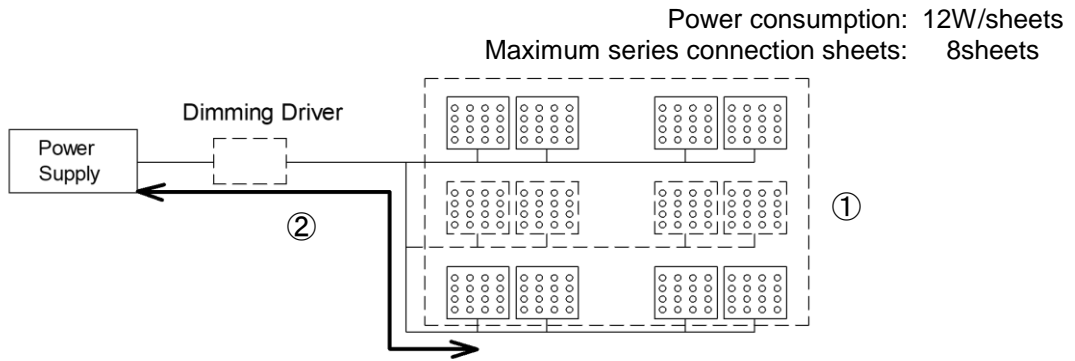 Power consumption: 12W/sheets
Maximum series connection sheets: 8sheets
Dimming Driver
Power
Supply
①
②